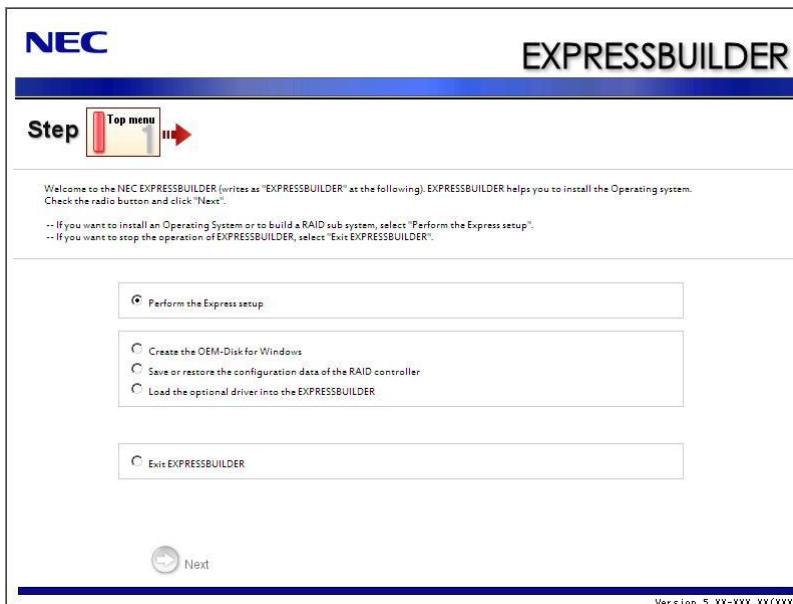 NEC
EXPRESSBUILDER
Step
Top menu
1
Welcome to the NEC EXPRESSBUILDER (writes as "EXPRESSBUILDER" at the following). EXPRESSBUILDER helps you to install the Operating system.
Check the radio button and click "Next".
-- If you want to install an Operating System or to build a RAID sub system, select "Perform the Express setup".
-- If you want to stop the operation of EXPRESSBUILDER, select "Exit EXPRESSBUILDER".
Perform the Express setup
Create the OEM-Disk for Windows
Save or restore the configuration data of the RAID controller
Load the optional driver into the EXPRESSBUILDER
Exit EXPRESSBUILDER
Next
Version 5.XX-XXX.XX(XXX